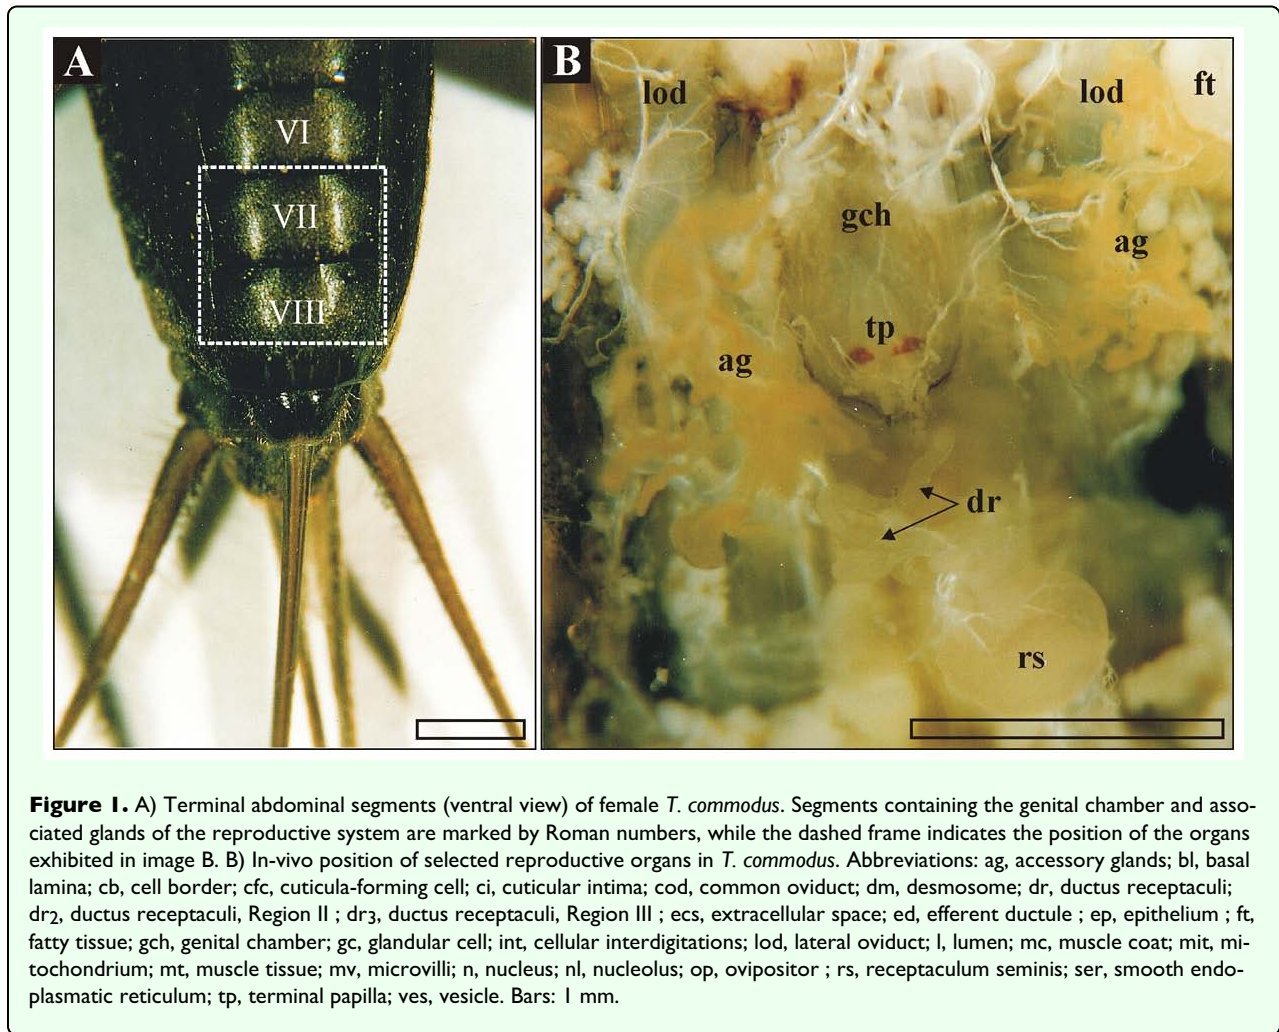 A
VI
VII
VIII
B
lod
lod
ft
gch
ag
tp
ag
dr
rs
Figure 1. A) Terminal abdominal segments (ventral view) of female T. commodus. Segments containing the genital chamber and asso-
ciated glands of the reproductive system are marked by Roman numbers, while the dashed frame indicates the position of the organs
exhibited in image B. B) In-vivo position of selected reproductive organs in T. commodus. Abbreviations: ag, accessory glands; bl, basal
lamina; cb, cell border; cfc, cuticula-forming cell; ci, cuticular intima; cod, common oviduct; dm, desmosome; dr, ductus receptaculi;
dr2, ductus receptaculi, Region II ; dr3, ductus receptaculi, Region III ; ecs, extracellular space; ed, efferent ductule ; ep, epithelium ; ft,
fatty tissue; gch, genital chamber; gc, glandular cell; int, cellular interdigitations; lod, lateral oviduct; l, lumen; mc, muscle coat; mit, mi-
tochondrium; mt, muscle tissue; mv, microvilli; n, nucleus; nl, nucleolus; op, ovipositor ; rs, receptaculum seminis; ser, smooth endo-
plasmatic reticulum; tp, terminal papilla; ves, vesicle. Bars: 1 mm.